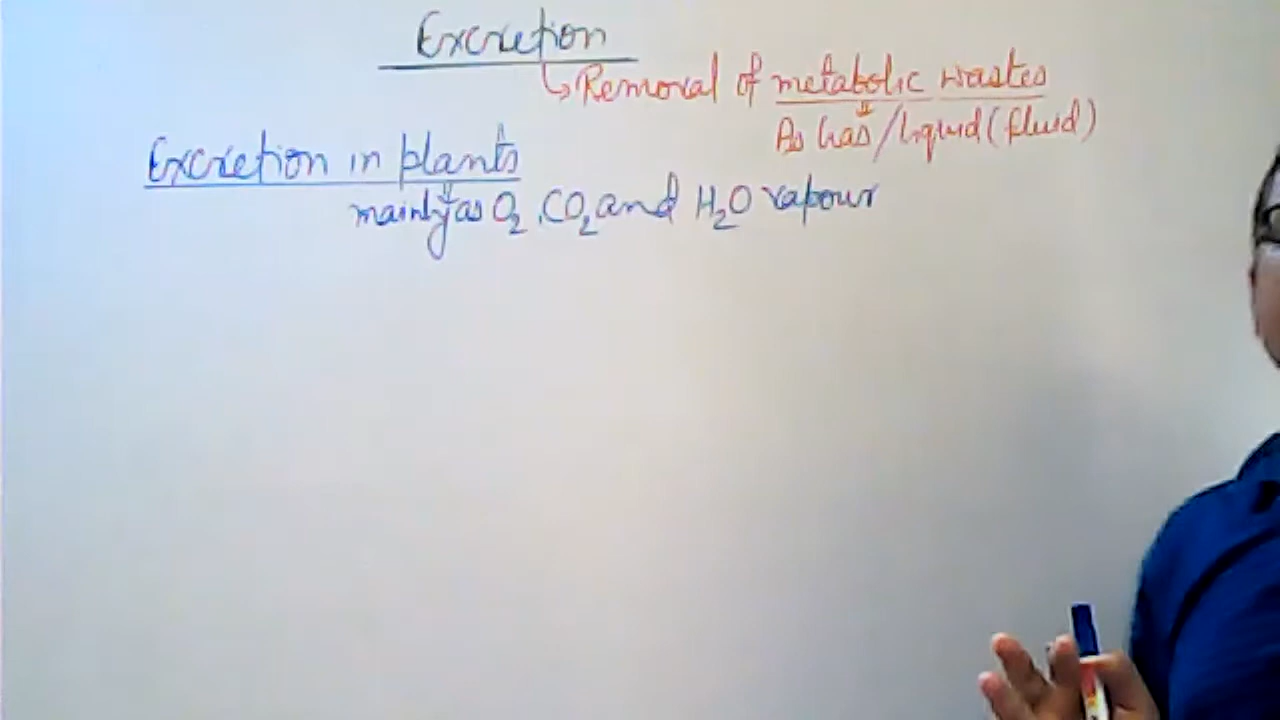 Excretion
↳ Removal of metabolic wastes
As Gas/liquid (fluid)
Excretion in plants
mainly as O₂, CO₂ and H₂O vapour